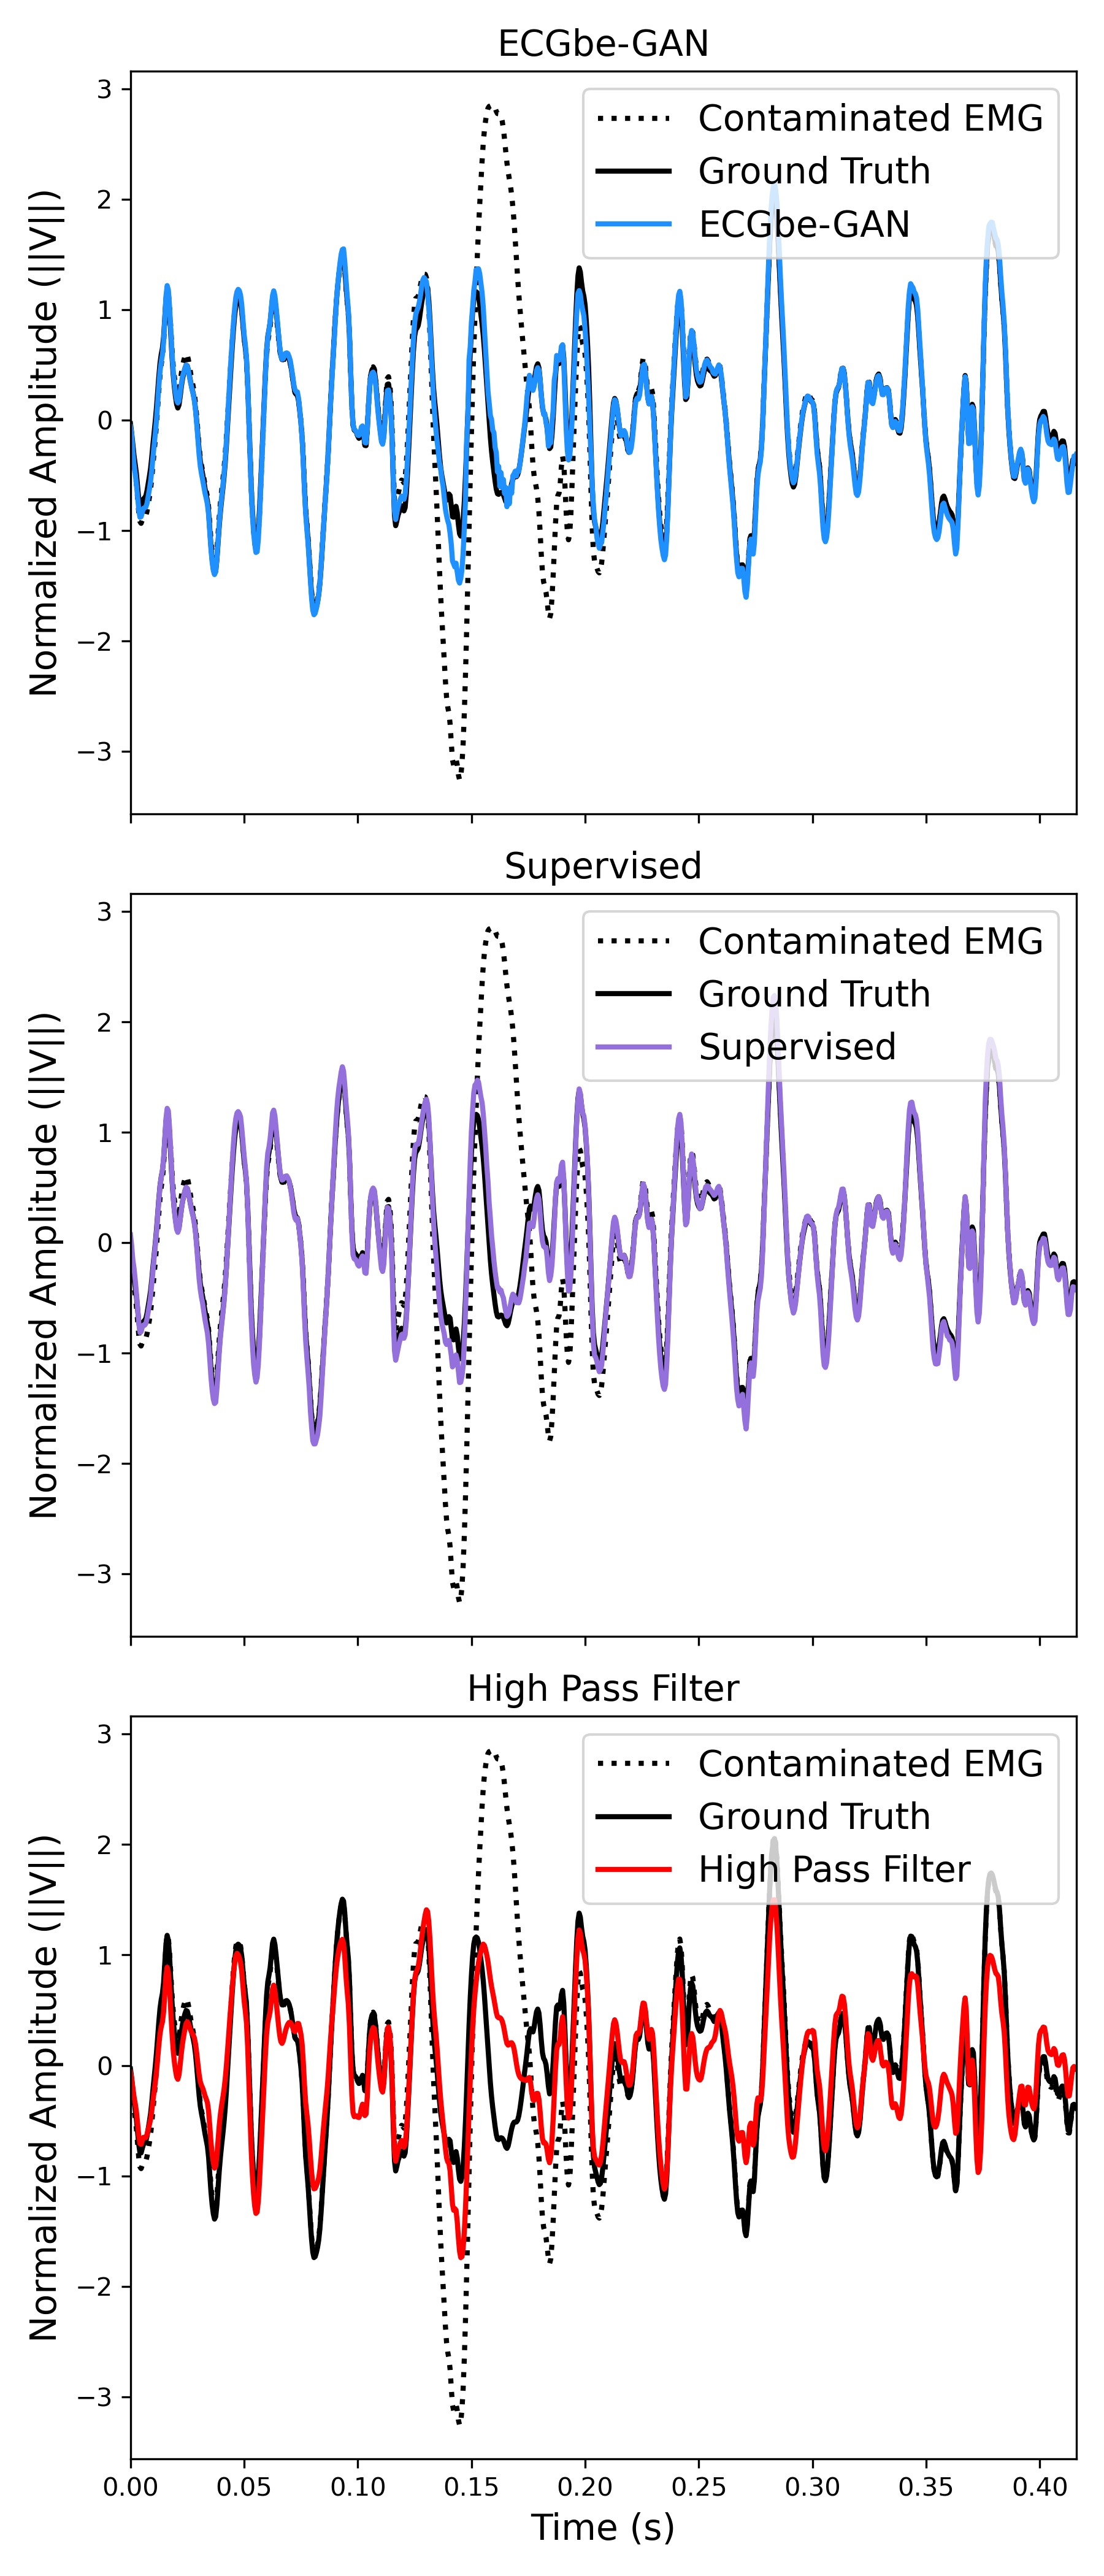 ECGbe-GAN
Normalized Amplitude (||V||)
3
2
1
0
−1
−2
−3
Contaminated EMG
Ground Truth
ECGbe-GAN
Supervised
Normalized Amplitude (||V||)
3
2
1
0
−1
−2
−3
Contaminated EMG
Ground Truth
Supervised
High Pass Filter
Normalized Amplitude (||V||)
3
2
1
0
−1
−2
−3
Contaminated EMG
Ground Truth
High Pass Filter
0.00 0.05 0.10 0.15 0.20 0.25 0.30 0.35 0.40
Time (s)